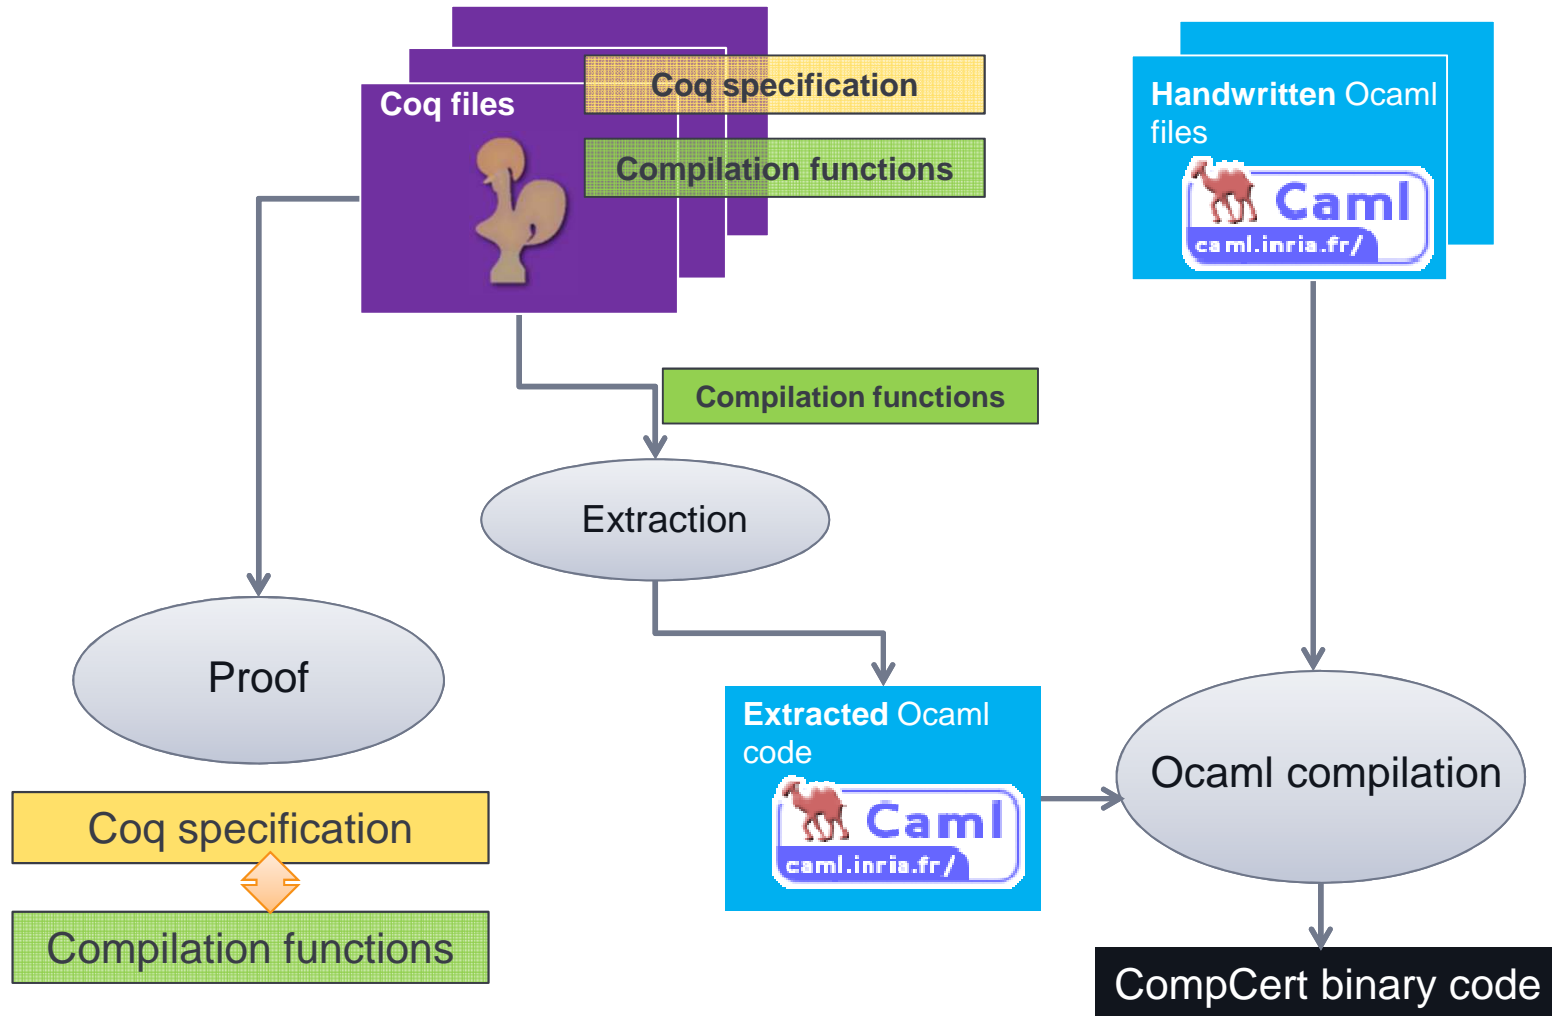 Coq files
Coq specification
Compilation functions
Handwritten Ocaml
files
Caml
caml.inria.fr/
Compilation functions
Extraction
Proof
Extracted Ocaml
code
Caml
caml.inria.fr/
Ocaml compilation
Coq specification
Compilation functions
CompCert binary code